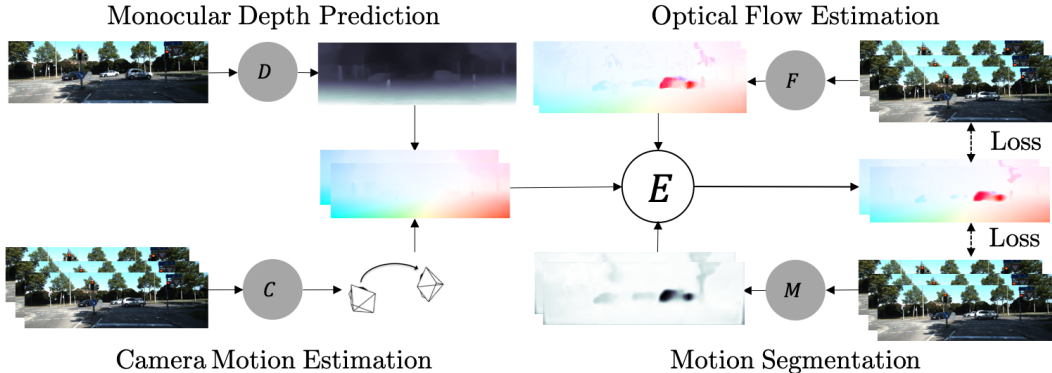 Monocular Depth Prediction
Optical Flow Estimation
D
F
Loss
E
Loss
C
M
Camera Motion Estimation
Motion Segmentation